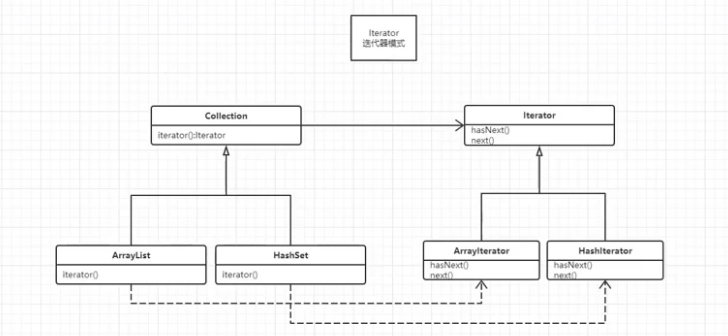 Iterator
迭代器模式
Collection
iterator():Iterator
Iterator
hasNext()
next()
ArrayList
iterator()
HashSet
iterator()
ArrayIterator
hasNext()
next()
HashIterator
hasNext()
next()